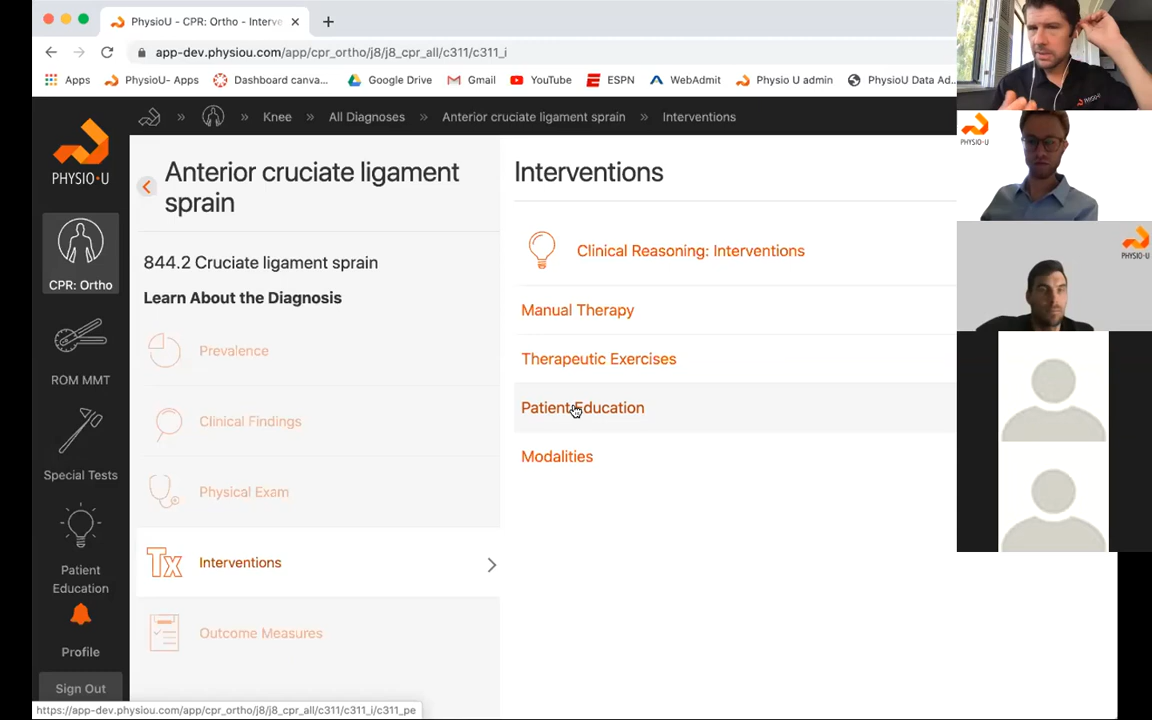 PhysioU - CPR: Ortho - Interve
app-dev.physiou.com/app/cpr_ortho/j8/j8_cpr_all/c311/c311_i
Apps
PhysioU- Apps
Dashboard canva...
Google Drive
Gmail
YouTube
ESPN
WebAdmit
Physio U admin
PhysioU Data Ad..
» » Knee » All Diagnoses » Anterior cruciate ligament sprain » Interventions
PHYSIO·U
CPR: Ortho
ROM MMT
Special Tests
Patient
Education
Profile
Sign Out
Anterior cruciate ligament
sprain
844.2 Cruciate ligament sprain
Learn About the Diagnosis
Prevalence
Clinical Findings
Physical Exam
Tx
Interventions
Outcome Measures
Interventions
Clinical Reasoning: Interventions
Manual Therapy
Therapeutic Exercises
Patient Education
Modalities
PHYSIO·U
PHYSIO·U
https://app-dev.physiou.com/app/cpr_ortho/j8/j8_cpr_all/c311/c311_i/c311_pe